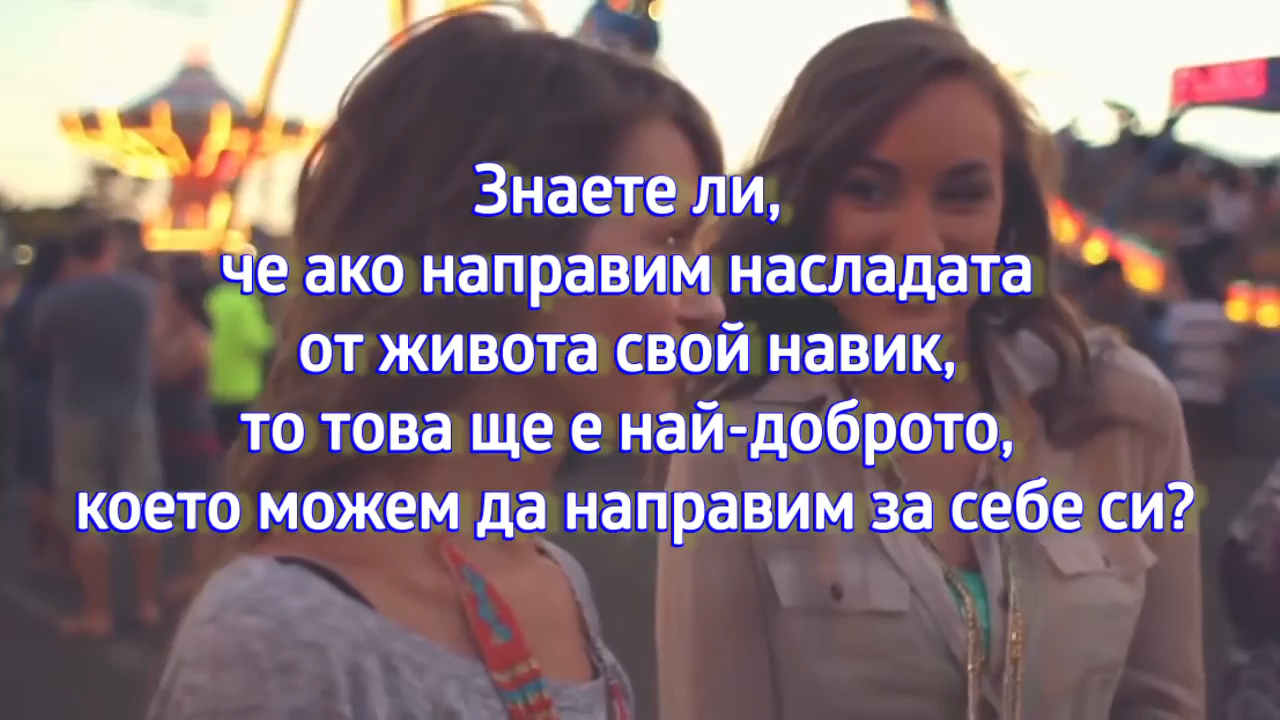 Знаете ли,
че ако направим насладата
от живота свой навик,
то това ще е най-доброто,
което можем да направим за себе си?